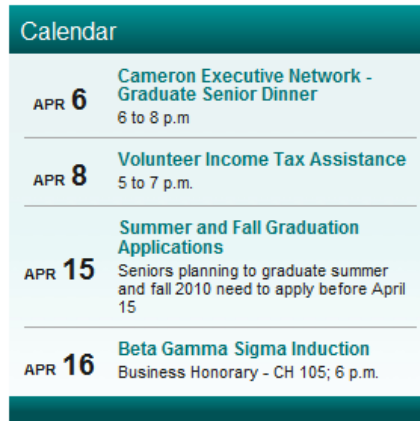 Calendar
APR 6
Cameron Executive Network -
Graduate Senior Dinner
6 to 8 p.m
APR 8
Volunteer Income Tax Assistance
5 to 7 p.m.
APR 15
Summer and Fall Graduation
Applications
Seniors planning to graduate summer
and fall 2010 need to apply before April
15
APR 16
Beta Gamma Sigma Induction
Business Honorary - CH 105; 6 p.m.